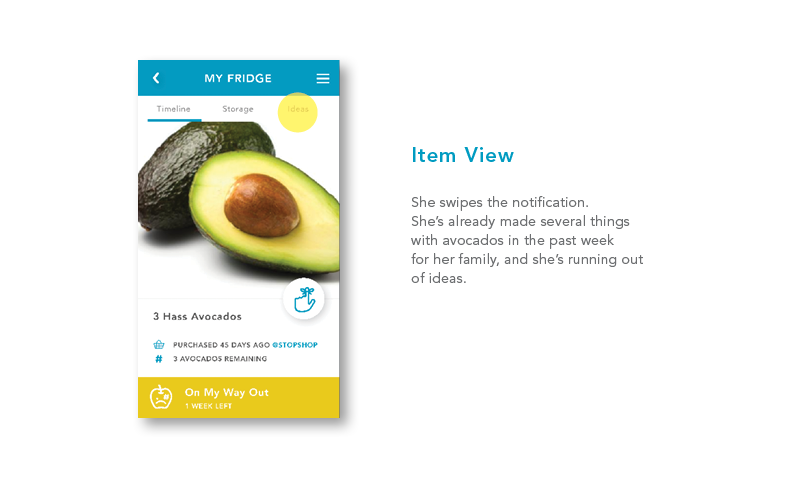 MY FRIDGE
Timeline Storage Ideas
3 Hass Avocados
PURCHASED 45 DAYS AGO @STOPSHOP
# 3 AVOCADOS REMAINING
On My Way Out
1 WEEK LEFT
Item View
She swipes the notification.
She's already made several things
with avocados in the past week
for her family, and she's running out
of ideas.